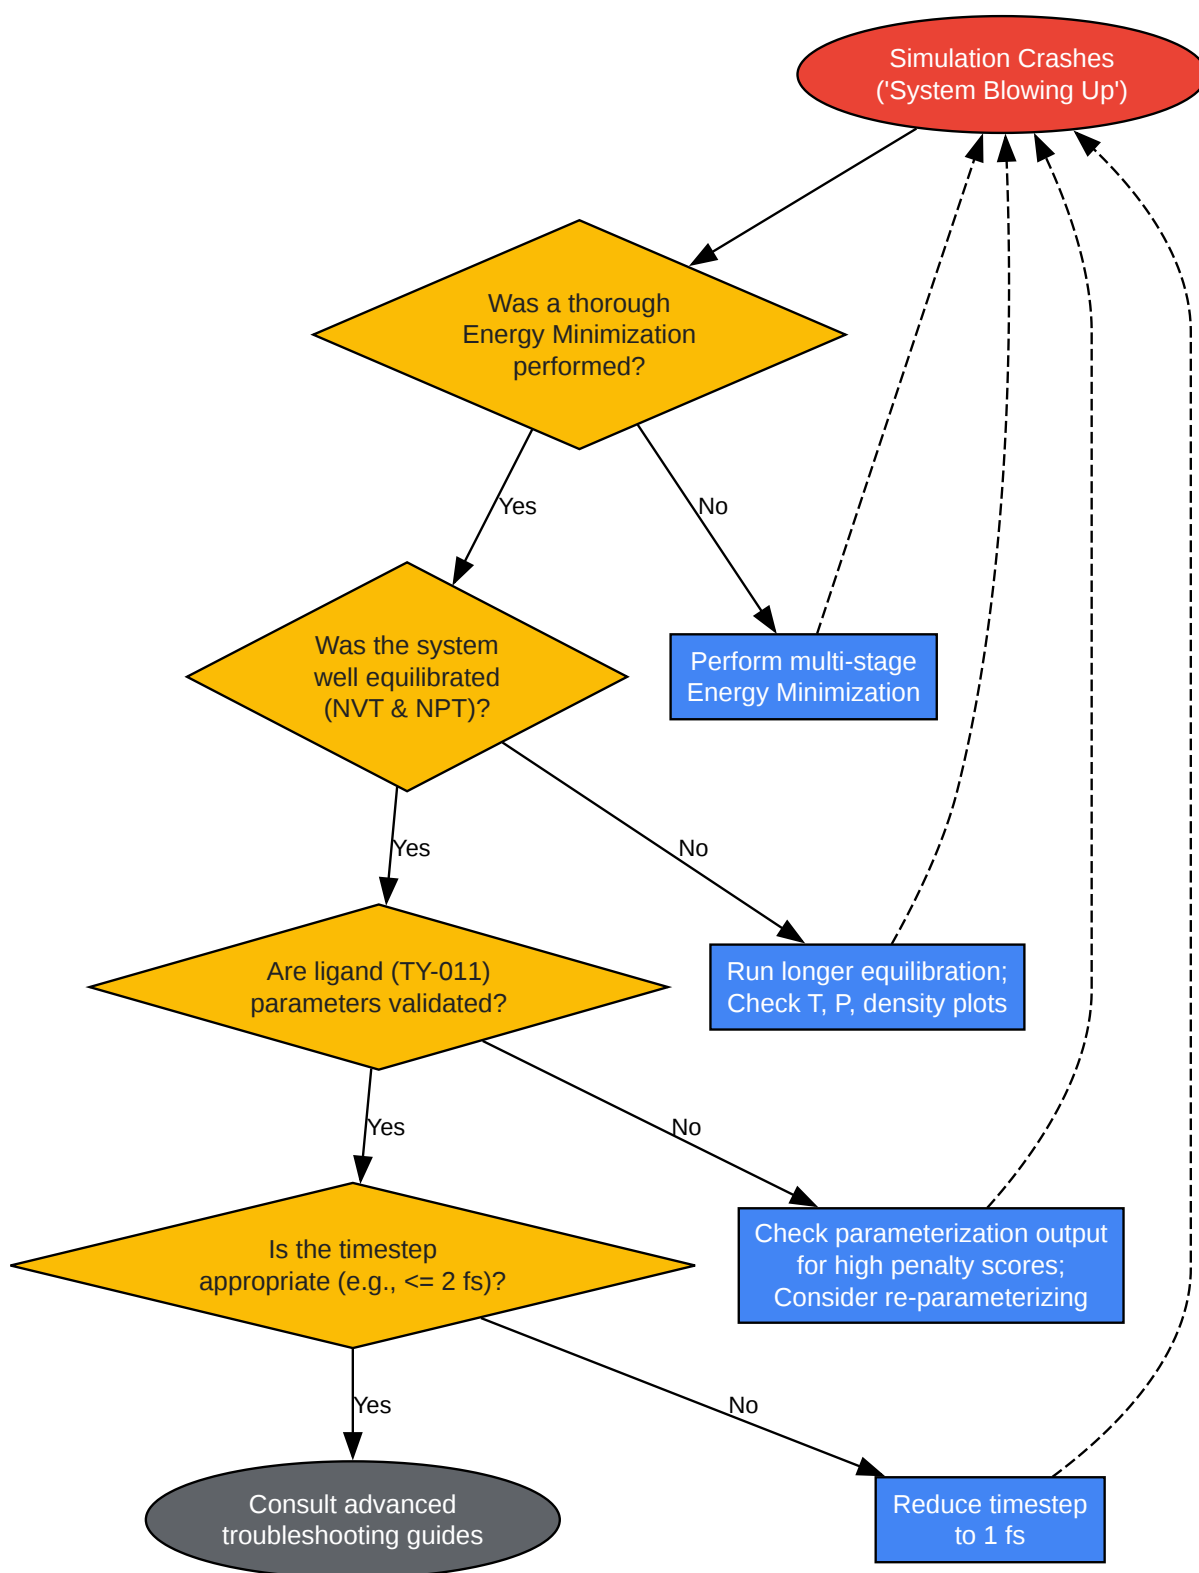 Simulation Crashes
('System Blowing Up')
Was a thorough
Energy Minimization
performed?
Yes
No
Was the system
well equilibrated
(NVT & NPT)?
Perform multi-stage
Energy Minimization
Yes
No
Are ligand (TY-011)
parameters validated?
Run longer equilibration;
Check T, P, density plots
Yes
No
Is the timestep
appropriate (e.g., <= 2 fs)?
Check parameterization output
for high penalty scores;
Consider re-parameterizing
Yes
No
Consult advanced
troubleshooting guides
Reduce timestep
to 1 fs